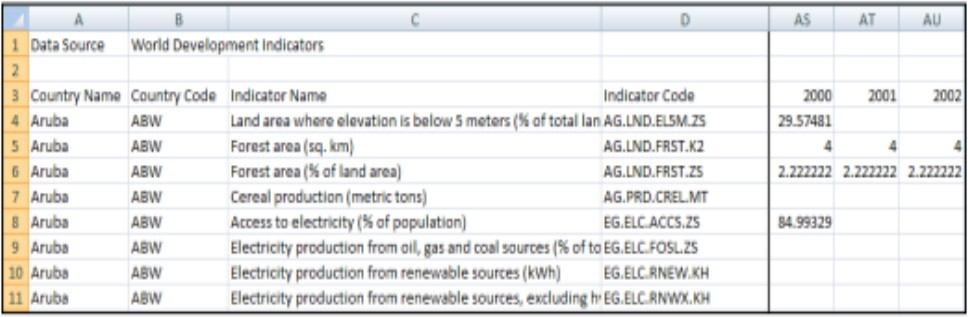 A B C D AS AT AU
1 Data Source World Development Indicators
2
3 Country Name Country Code Indicator Name Indicator Code 2000 2001 2002
4 Aruba ABW Land area where elevation is below 5 meters (% of total lan AG.LND.EL5M.ZS 29.57481
5 Aruba ABW Forest area (sq. km) AG.LND.FRST.K2 4 4 4
6 Aruba ABW Forest area (% of land area) AG.LND.FRST.ZS 2.222222 2.222222 2.222222
7 Aruba ABW Cereal production (metric tons) AG.PRD.CREL.MT
8 Aruba ABW Access to electricity (% of population) EG.ELC.ACCS.ZS 84.99329
9 Aruba ABW Electricity production from oil, gas and coal sources (% of to EG.ELC.FOSL.ZS
10 Aruba ABW Electricity production from renewable sources (kWh) EG.ELC.RNEW.KH
11 Aruba ABW Electricity production from renewable sources, excluding h EG.ELC.RNWX.KH